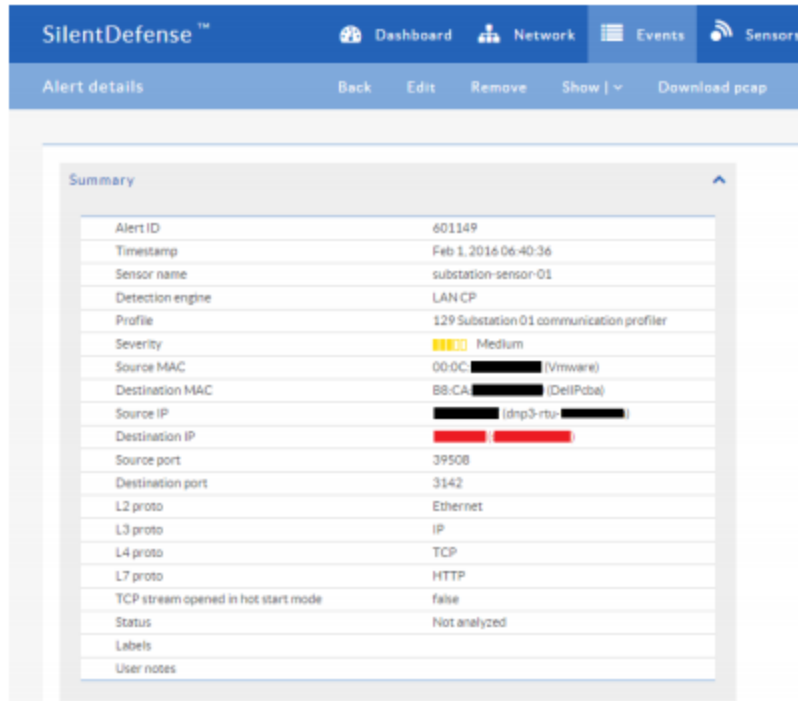 SilentDefense ™ Dashboard Network Events Sensors
Alert details Back Edit Remove Show | Download pcap
Summary
Alert ID 601149
Timestamp Feb 1, 2016 06:40:36
Sensor name substation-sensor-01
Detection engine LAN CP
Profile 129 Substation 01 communication profiler
Severity Medium
Source MAC 00:0C: (Vmware)
Destination MAC B8:CA: (DellPcba)
Source IP (dnp3-rtu- )
Destination IP ( )
Source port 39508
Destination port 3142
L2 proto Ethernet
L3 proto IP
L4 proto TCP
L7 proto HTTP
TCP stream opened in hot start mode false
Status Not analyzed
Labels
User notes